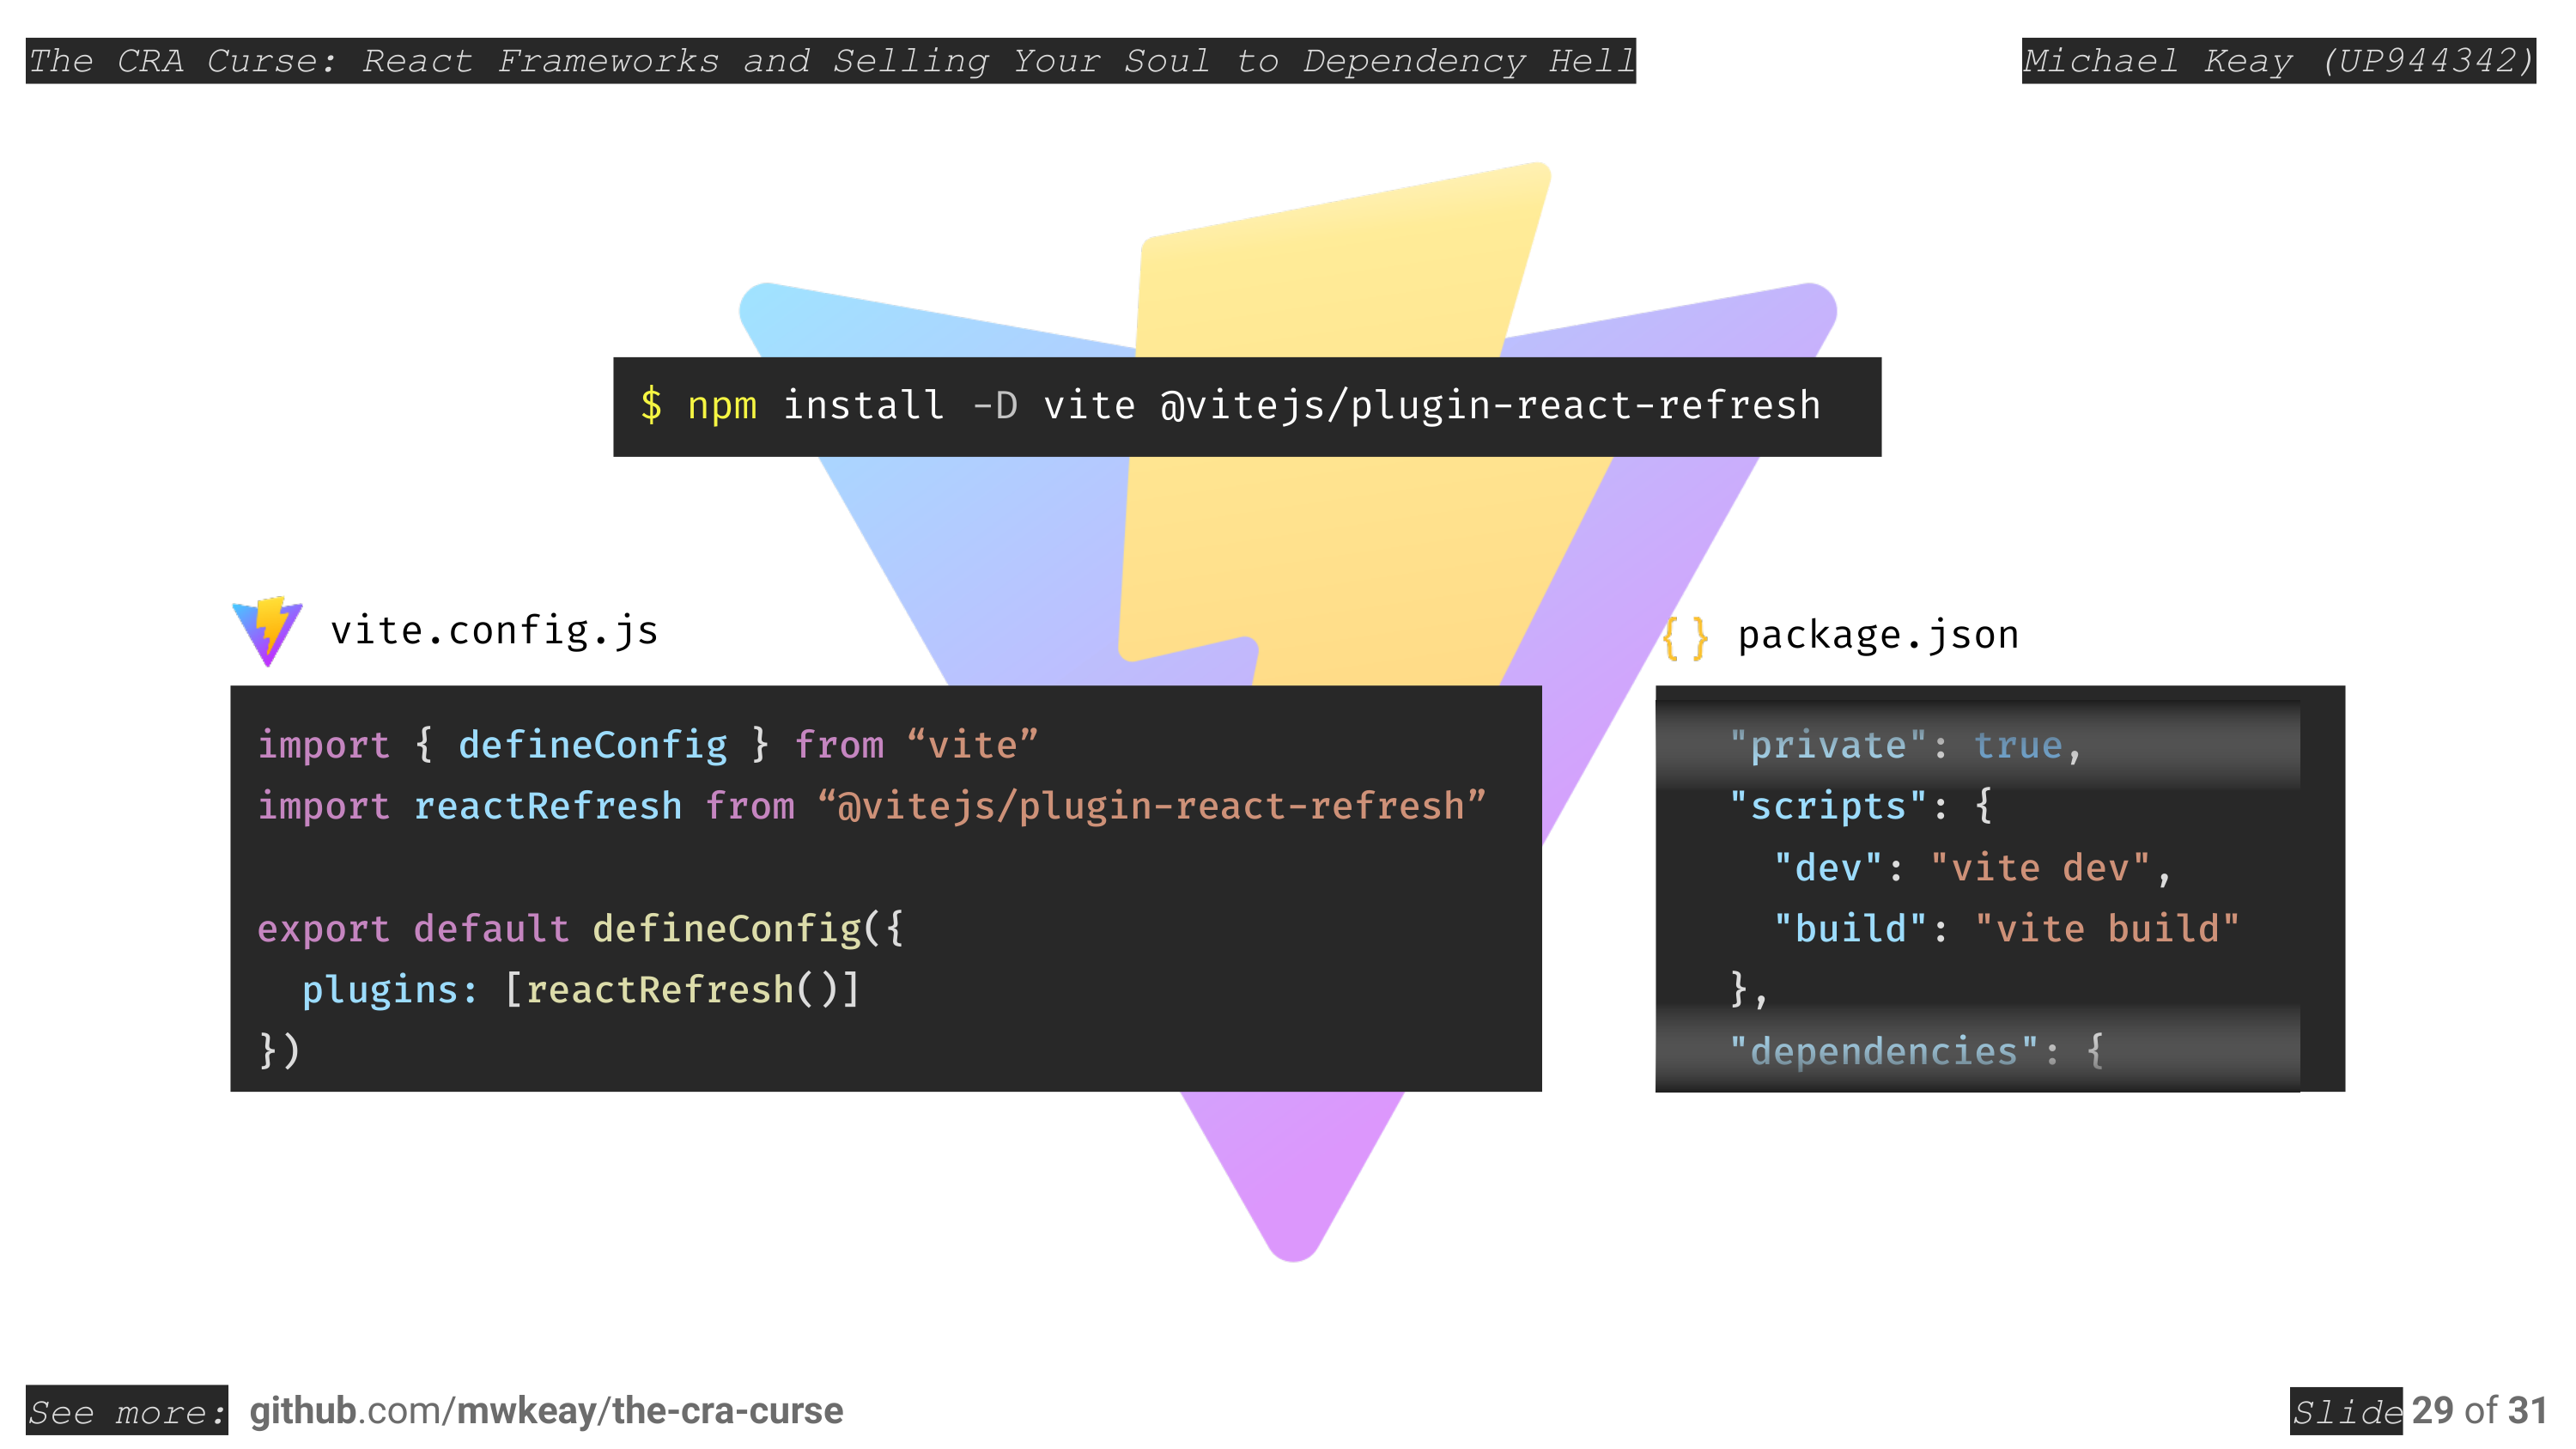 The CRA Curse: React Frameworks and Selling Your Soul to Dependency Hell
Michael Keay (UP944342)
$ npm install -D vite @vitejs/plugin-react-refresh
vite.config.js
import { defineConfig } from “vite”
import reactRefresh from “@vitejs/plugin-react-refresh”
export default defineConfig({
  plugins: [reactRefresh()]
})
{ } package.json
"private": true,
"scripts": {
  "dev": "vite dev",
  "build": "vite build"
},
"dependencies": {
See more: github.com/mwkeay/the-cra-curse
Slide 29 of 31